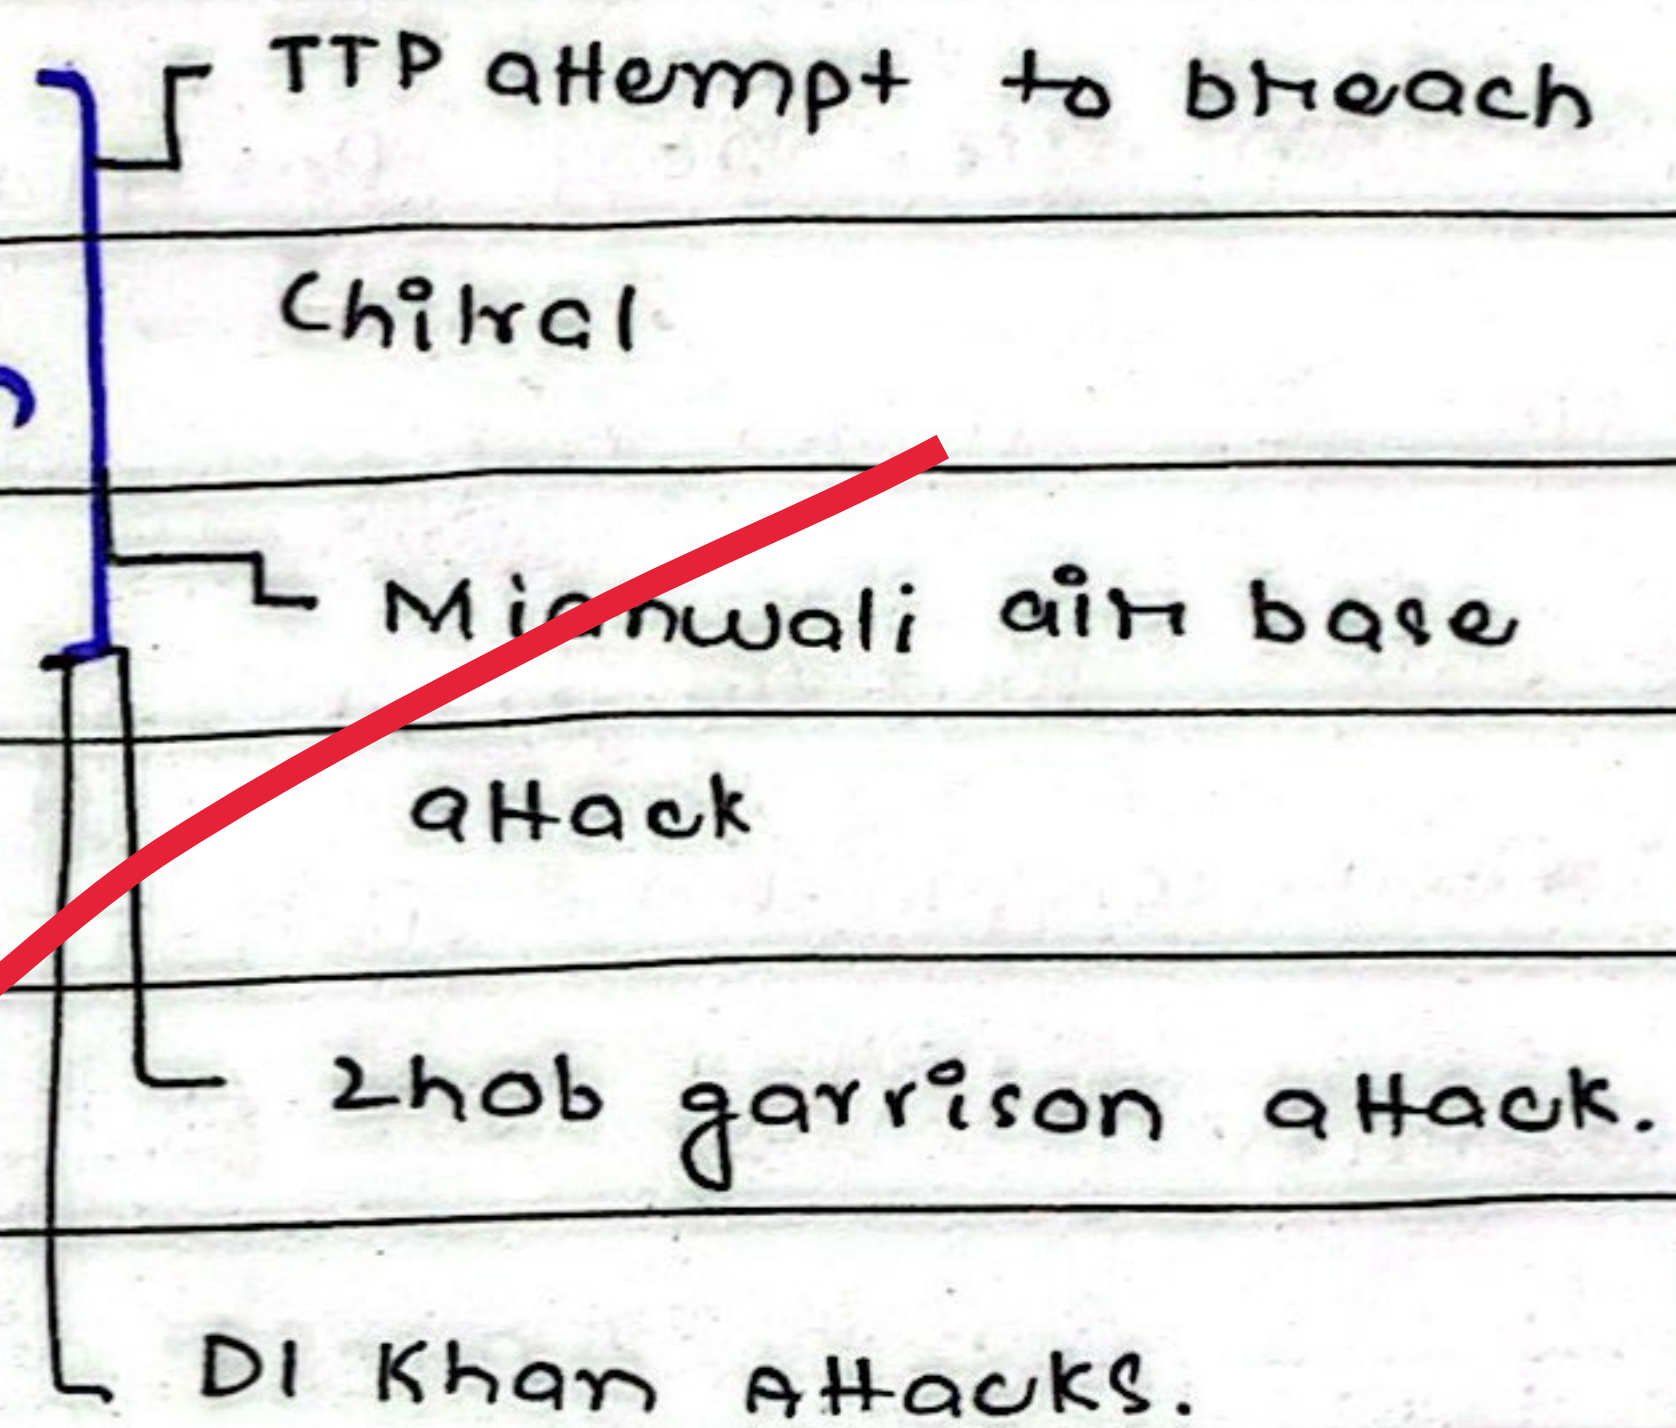 TTP attempt to breach
Chitral
Mianwali air base
attack
Zhob garrison attack.
DI Khan Attacks.